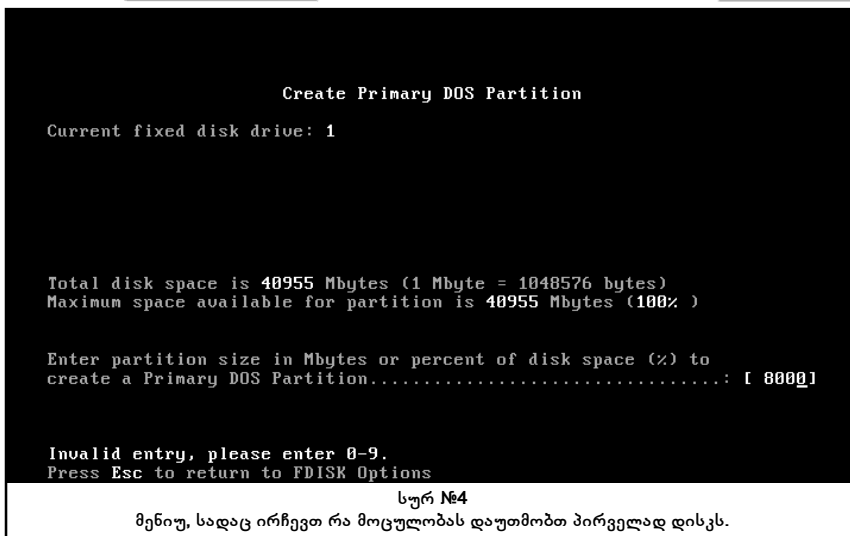 Create Primary DOS Partition
Current fixed disk drive: 1
Total disk space is 40955 Mbytes (1 Mbyte = 1048576 bytes)
Maximum space available for partition is 40955 Mbytes (100% )
Enter partition size in Mbytes or percent of disk space (%) to
create a Primary DOS Partition.................................: [ 8000]
Invalid entry, please enter 0-9.
Press Esc to return to FDISK Options
სურ №4
მენიუ, სადაც ირჩევთ რა მოცულობას დაუთმობთ პირველად დისკს.